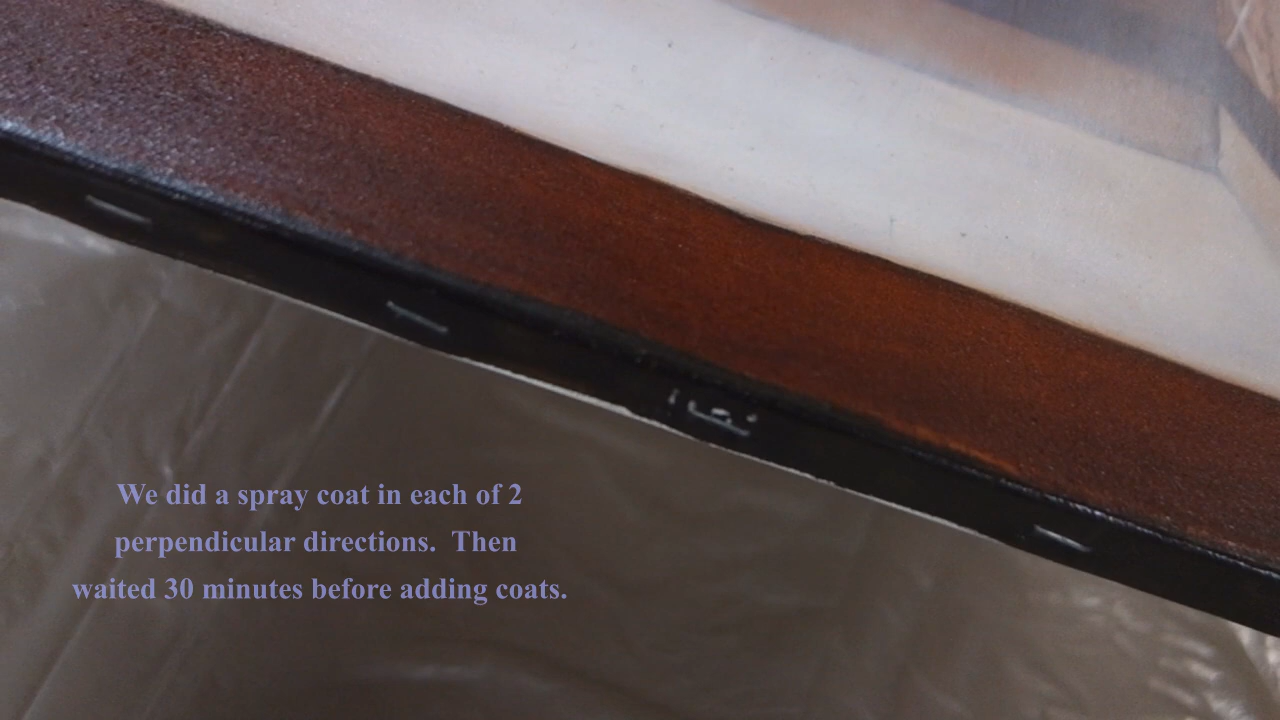 We did a spray coat in each of 2
perpendicular directions.  Then
waited 30 minutes before adding coats.